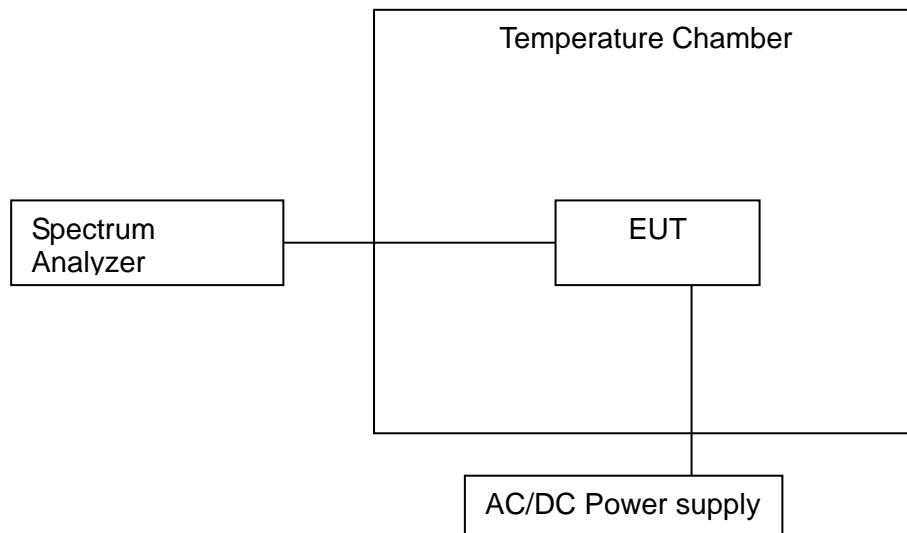 Temperature Chamber
Spectrum
Analyzer
EUT
AC/DC Power supply